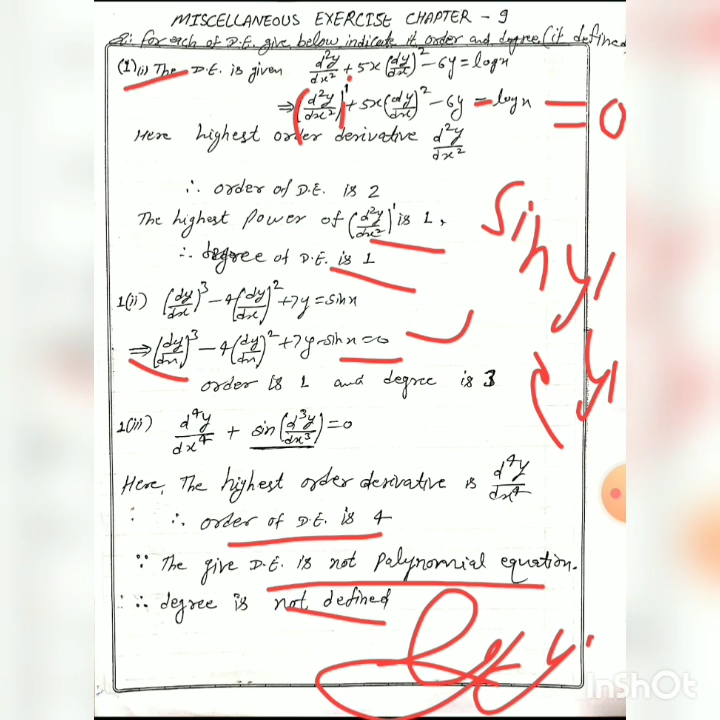 MISCELLANEOUS EXERCISE CHAPTER - 9
for each of D.E. give below, indicate it order and degree (if defined
(1)(i) The D.E. is given d²y/dx² + 5x(dy/dx)² - 6y = logx
⇒ (d²y/dx²)¹ + 5x(dy/dx)² - 6y - logx = 0
Here highest order derivative d²y/dx²
∴ order of D.E. is 2
The highest Power of (d²y/dx²)¹ is 1,
∴ degree of D.E. is 1
sin y'
1(ii) (dy/dx)³ - 4(dy/dx)² + 7y = sinx
⇒ (dy/dx)³ - 4(dy/dx)² + 7y - sinx = 0
y'
order is 1 and degree is 3
1(iii) d⁴y/dx⁴ + sin(d³y/dx³) = 0
Here, The highest order derivative is d⁴y/dx⁴
∴ order of D.E. is 4
∵ The give D.E. is not polynomial equation.
∴ degree is not defined
y'
InShOt